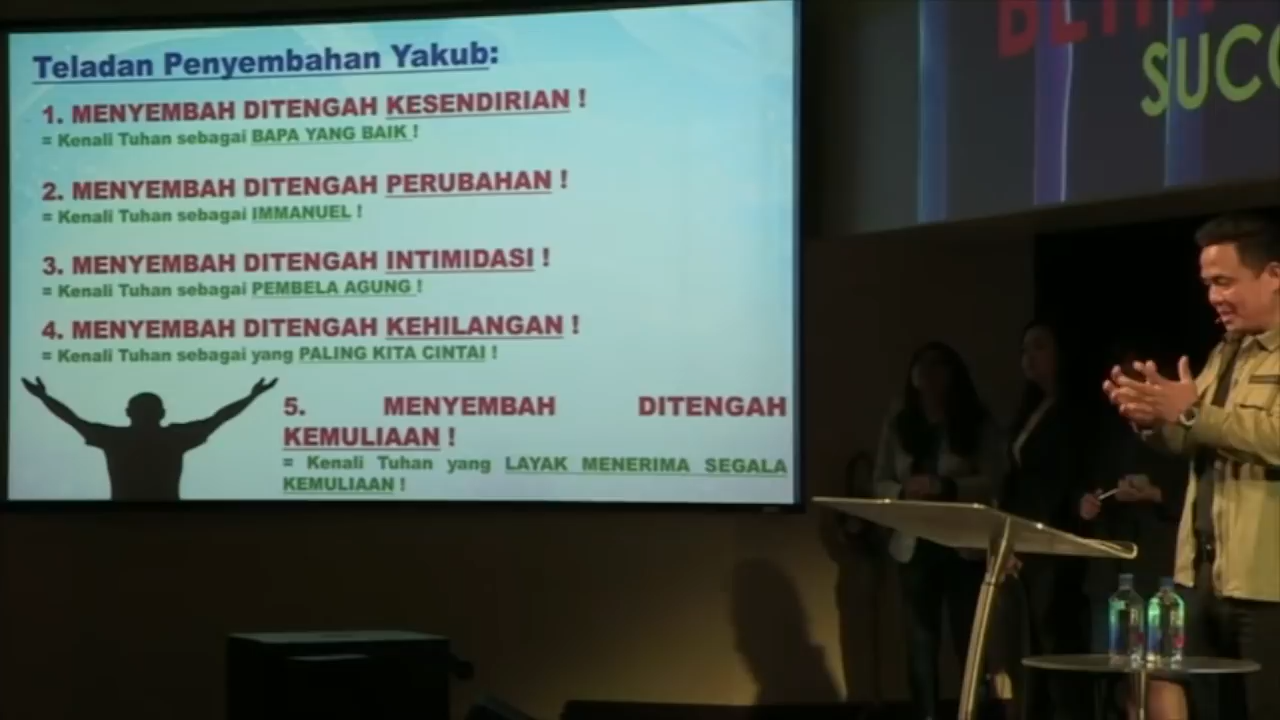 Teladan Penyembahan Yakub:
1. MENYEMBAH DITENGAH KESENDIRIAN !
= Kenali Tuhan sebagai BAPA YANG BAIK !
2. MENYEMBAH DITENGAH PERUBAHAN !
= Kenali Tuhan sebagai IMMANUEL !
3. MENYEMBAH DITENGAH INTIMIDASI !
= Kenali Tuhan sebagai PEMBELA AGUNG !
4. MENYEMBAH DITENGAH KEHILANGAN !
= Kenali Tuhan sebagai yang PALING KITA CINTAI !
5. MENYEMBAH DITENGAH
KEMULIAAN !
= Kenali Tuhan yang LAYAK MENERIMA SEGALA
KEMULIAAN !